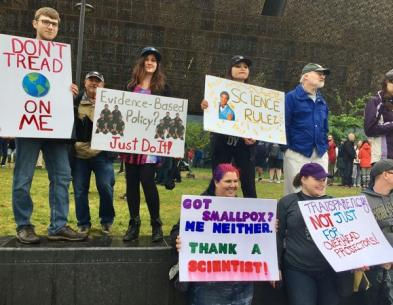 DON'T
TREAD
ON
ME
Evidence-Based
Policy?
Just Do It!
SCIENCE
RULEZ
GOT
SMALLPOX?
ME NEITHER.
THANK A
SCIENTIST!
TRANSPARENCY
NOT JUST
FOR
OVERHEAD
PROJECTORS!